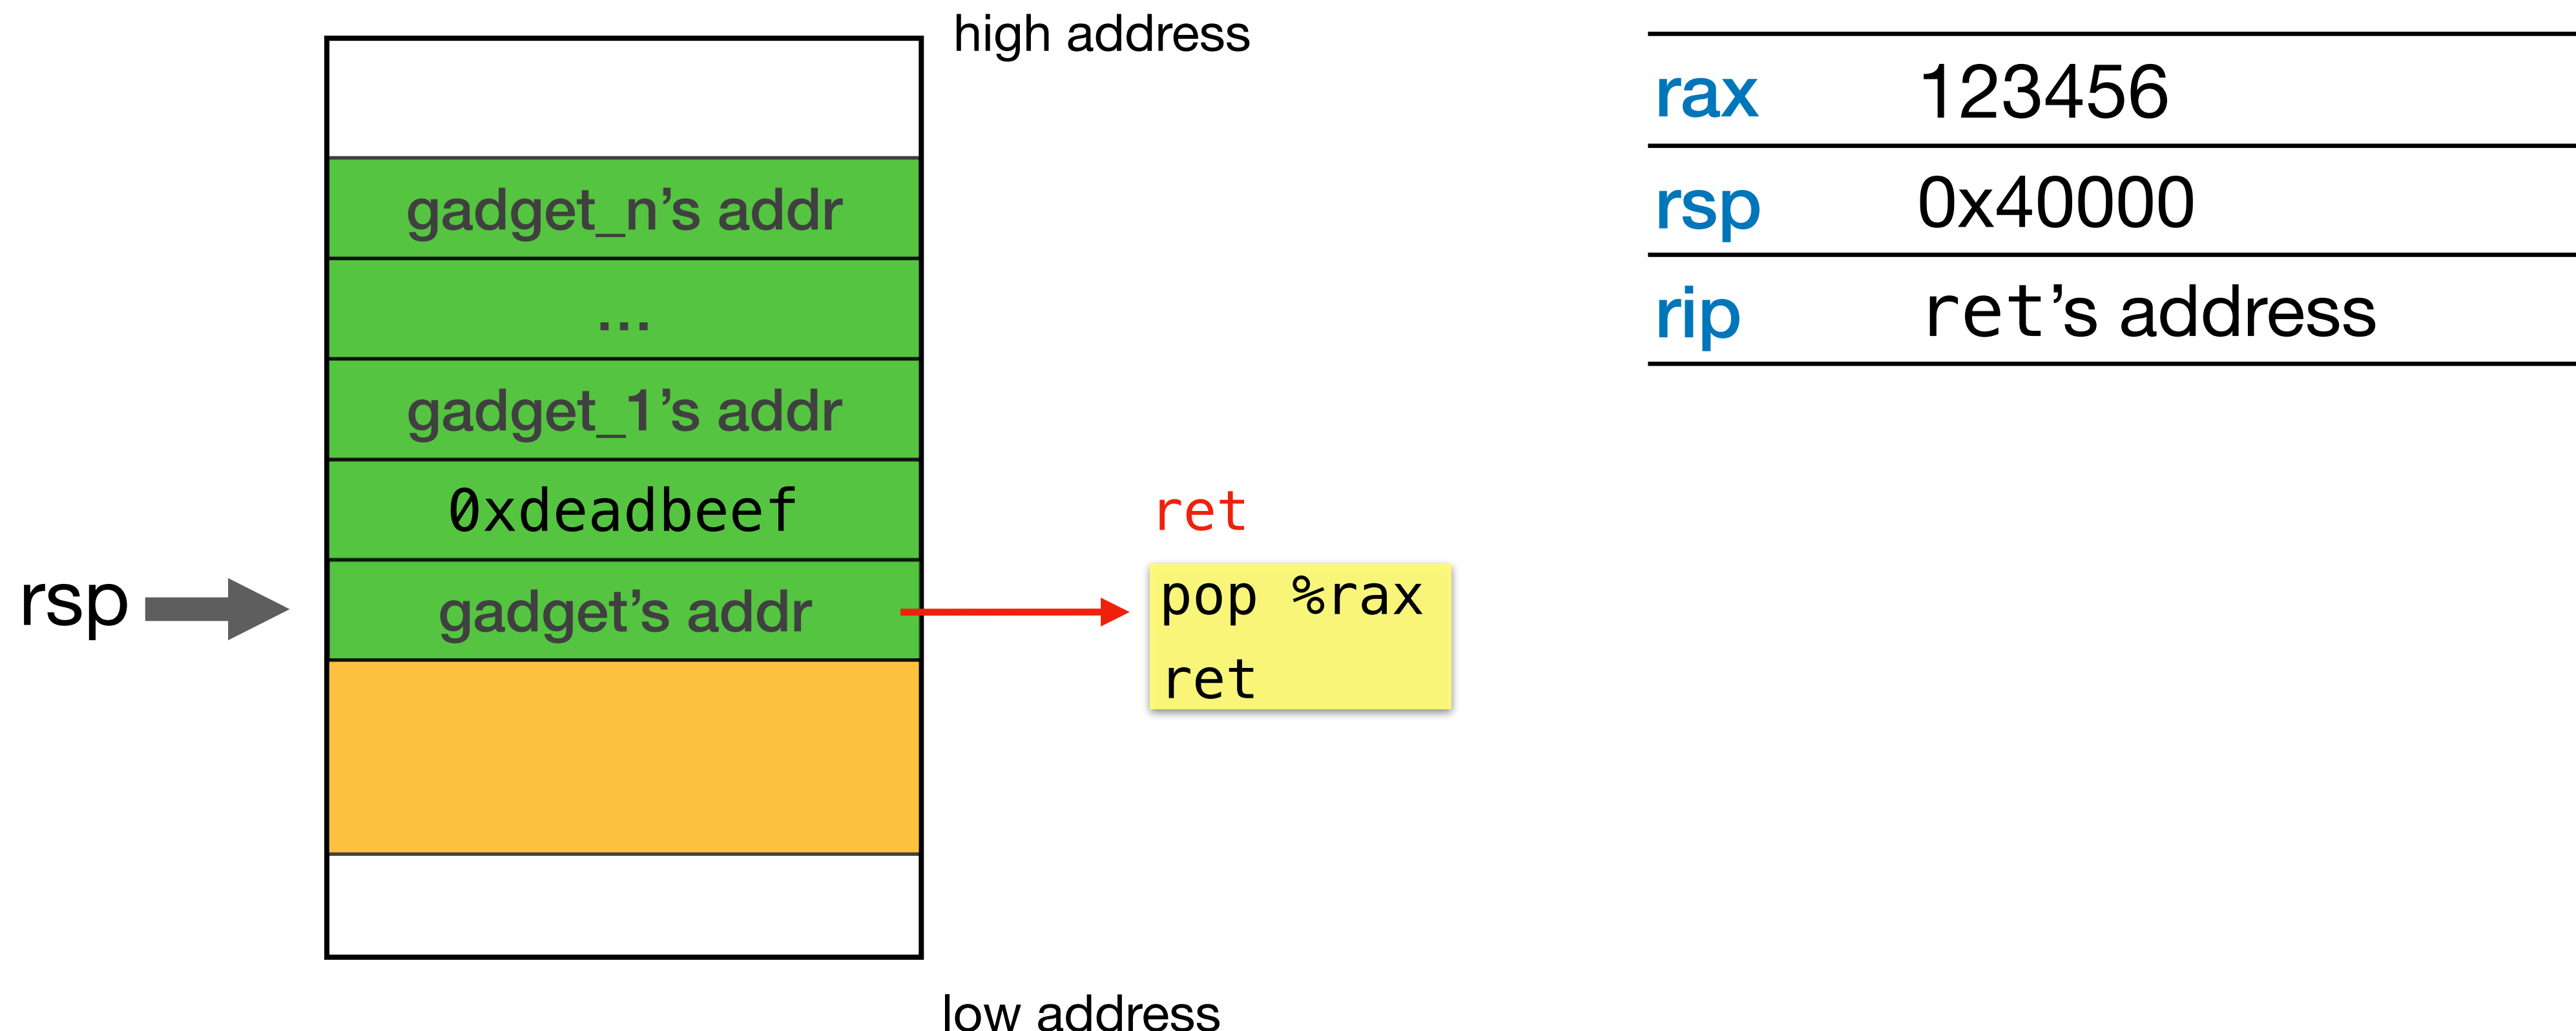 high address
gadget_n’s addr
...
gadget_1’s addr
0xdeadbeef
rsp
gadget’s addr
low address
ret
pop %rax
ret
rax 123456
rsp 0x40000
rip ret’s address